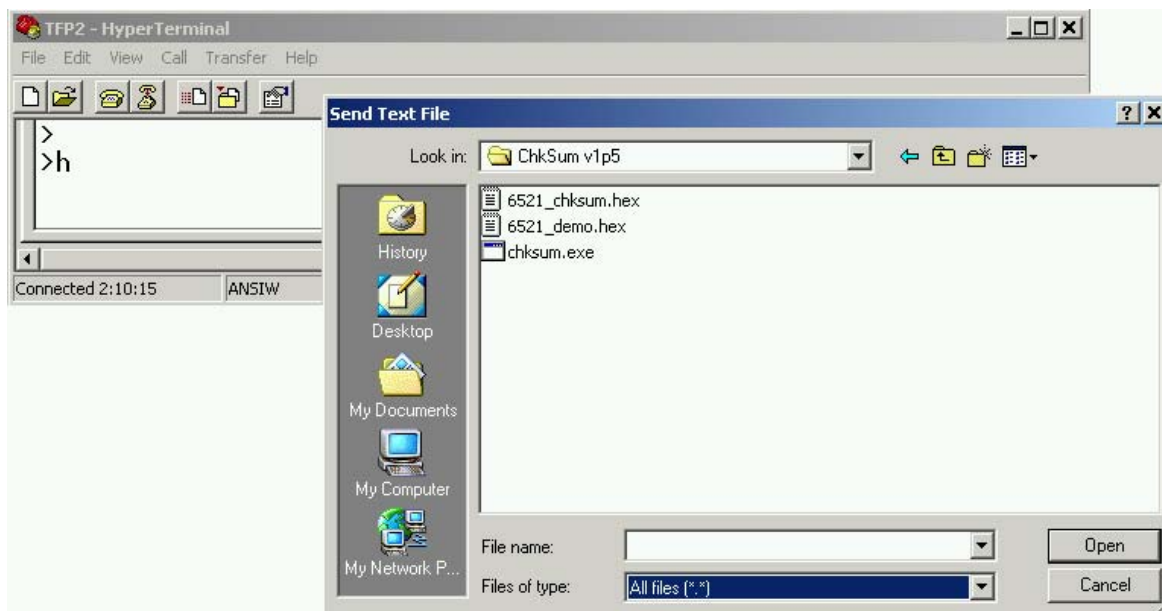 TFP2 - HyperTerminal
File Edit View Call Transfer Help
>
>h
Connected 2:10:15 ANSIW
Send Text File
Look in: ChkSum v1p5
History
Desktop
My Documents
My Computer
My Network P...
6521_chksum.hex
6521_demo.hex
chksum.exe
File name: Open
Files of type: All files (*.*) Cancel